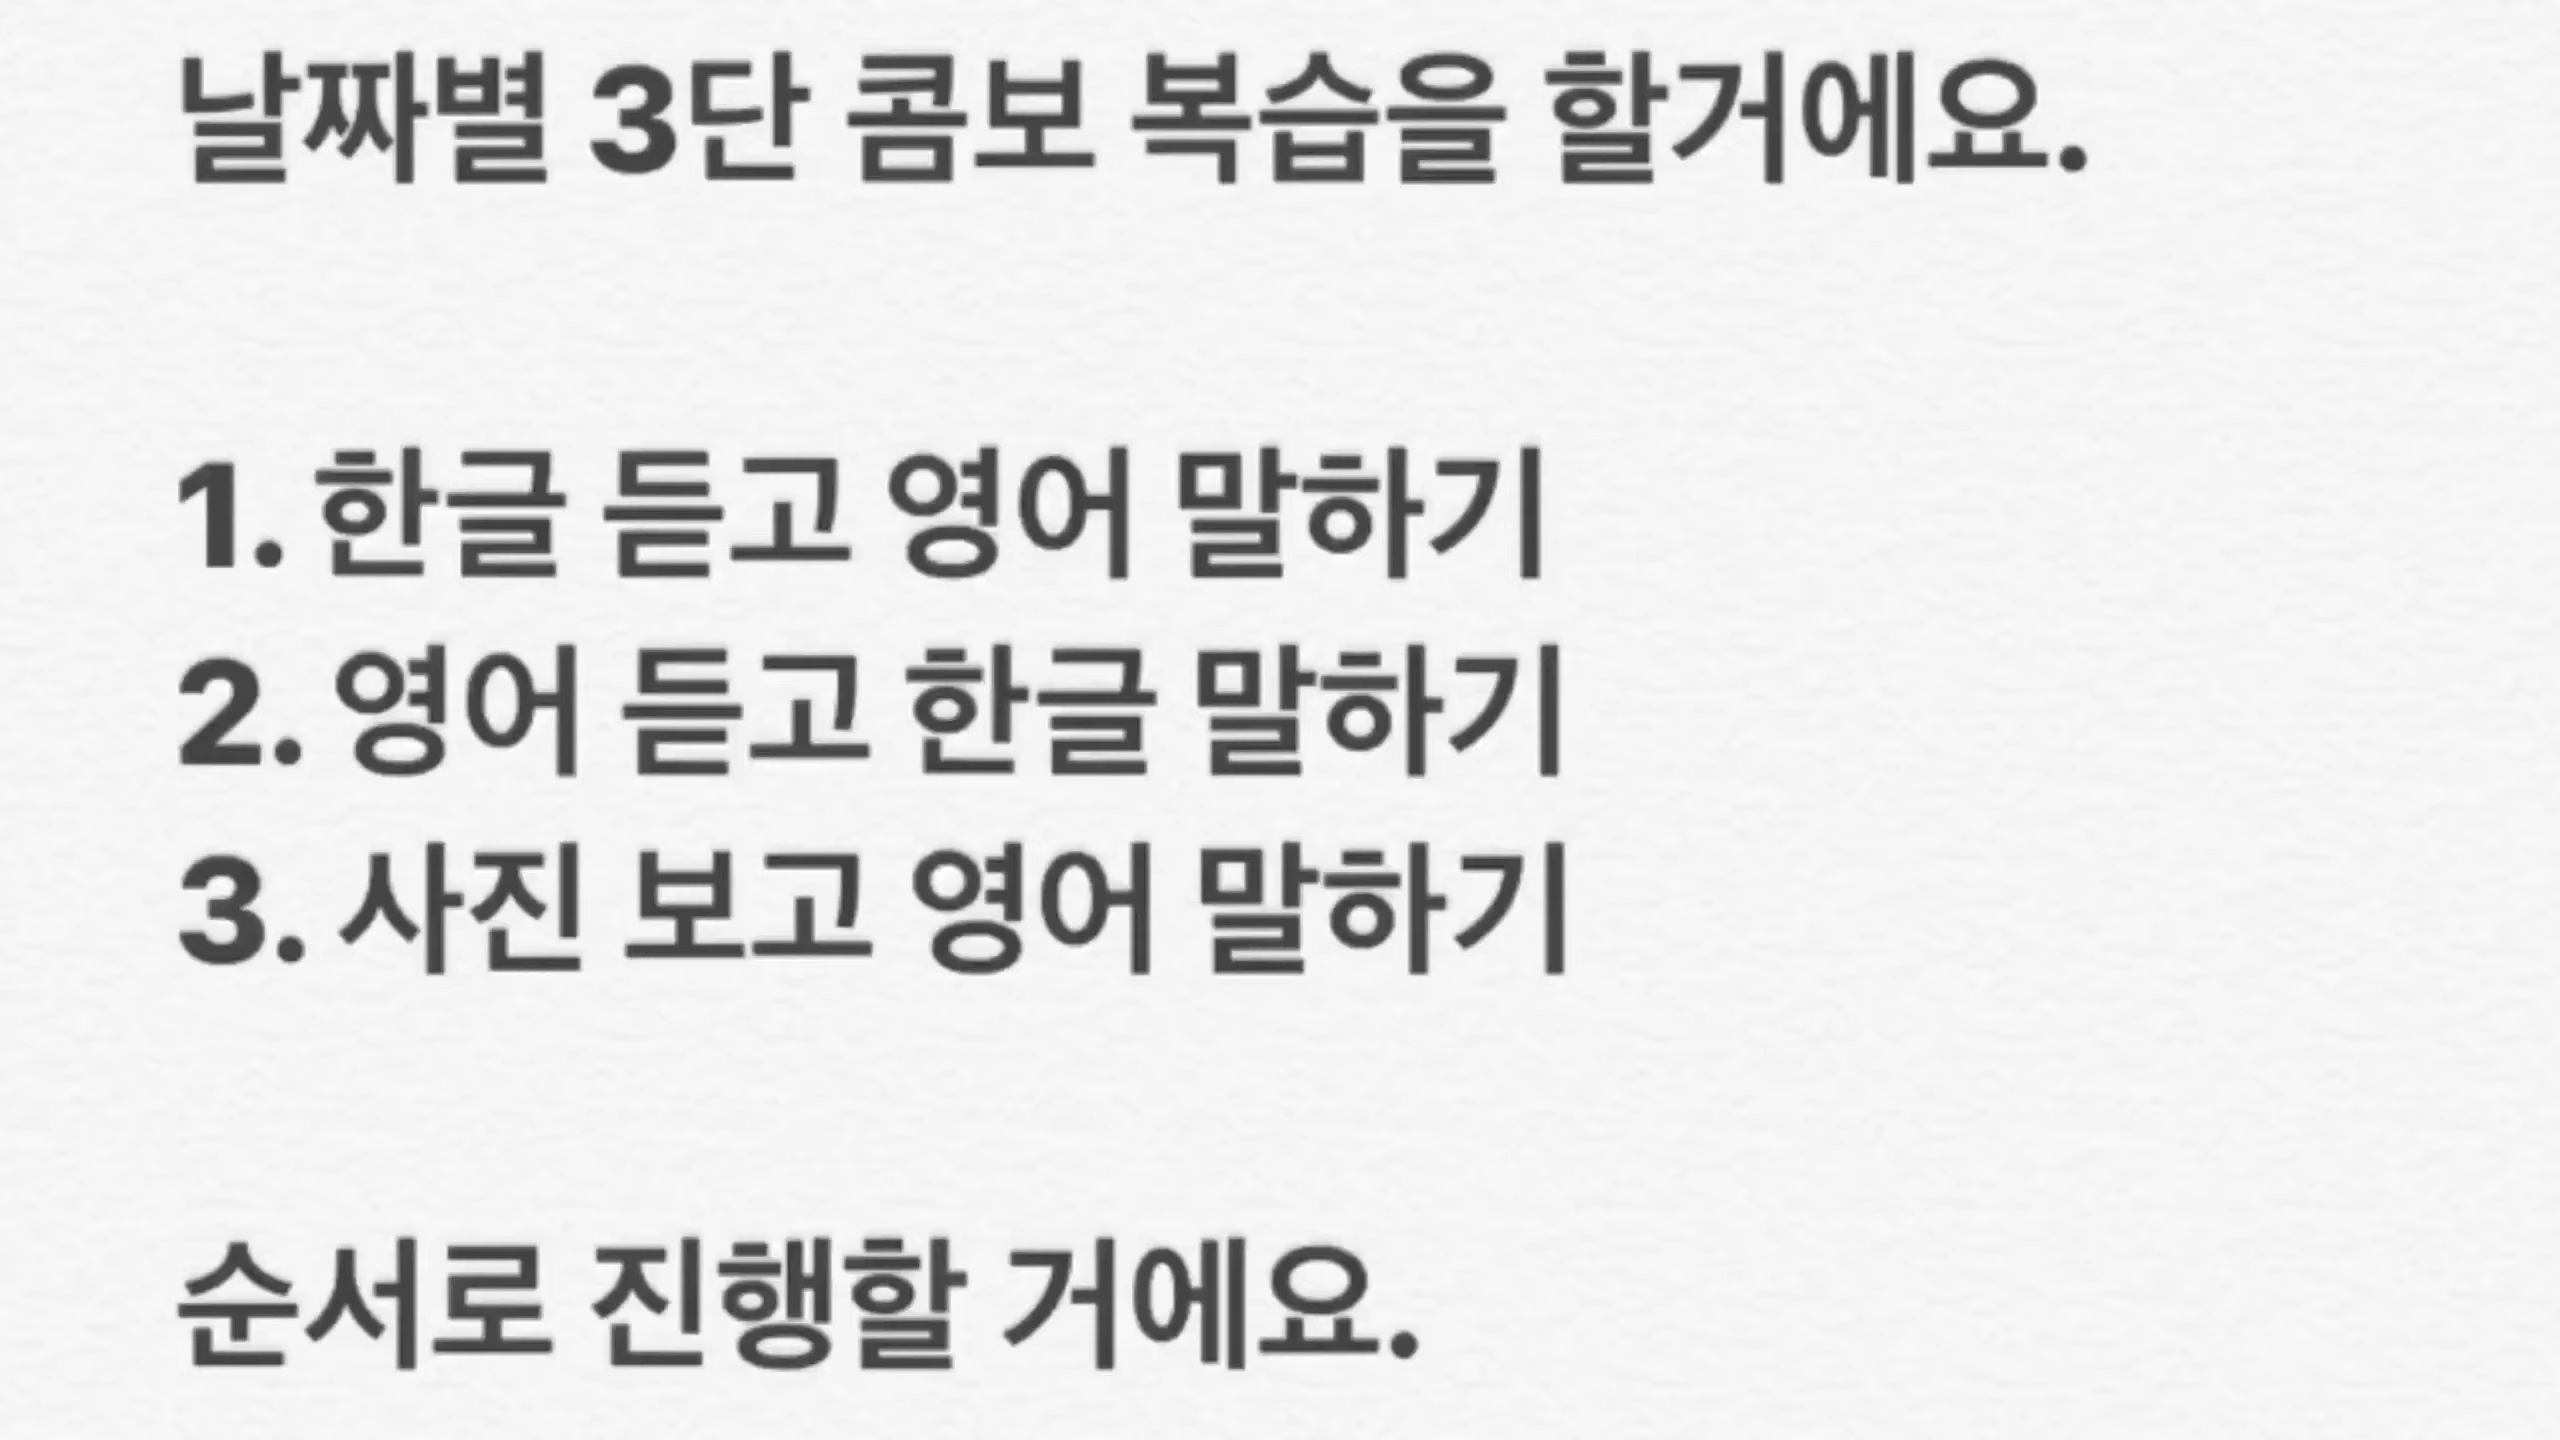 날짜별 3단 콤보 복습을 할거에요.
1. 한글 듣고 영어 말하기
2. 영어 듣고 한글 말하기
3. 사진 보고 영어 말하기
순서로 진행할 거에요.